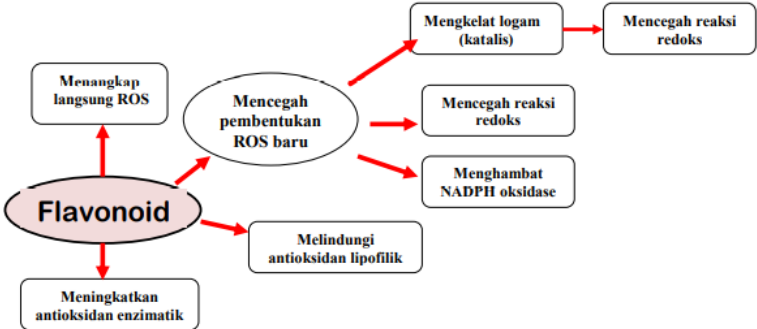 Mengkelat logam
(katalis)
Mencegah reaksi
redoks
Menangkap
langsung ROS
Mencegah
pembentukan
ROS baru
Mencegah reaksi
redoks
Menghambat
NADPH oksidase
Flavonoid
Melindungi
antioksidan lipofilik
Meningkatkan
antioksidan enzimatik